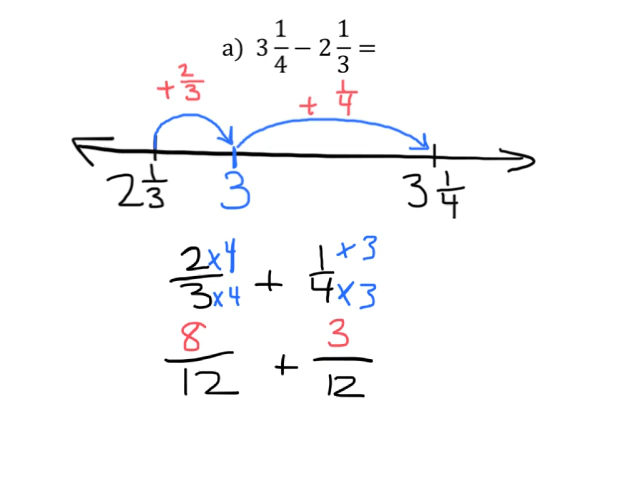 a) 3 1/4 − 2 1/3 =
+ 2/3 + 1/4
2 1/3 3 3 1/4
2 ×4 / 3 ×4 + 1 ×3 / 4 ×3
8/12 + 3/12